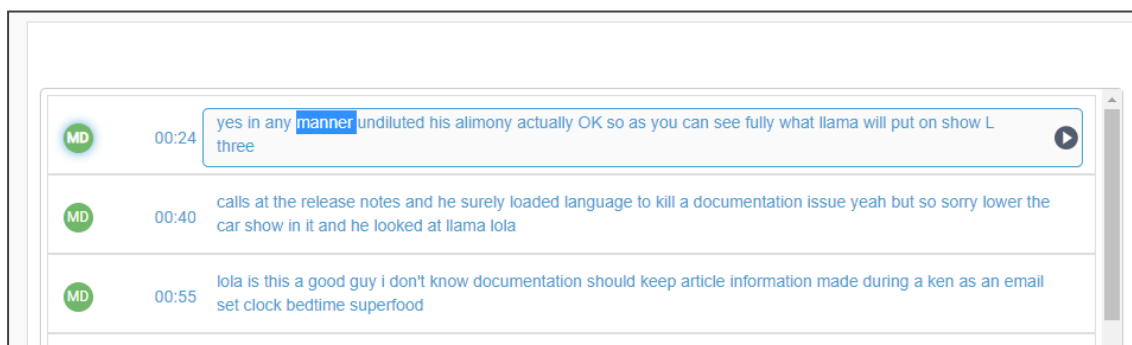 MD 00:24 yes in any manner undiluted his alimony actually OK so as you can see fully what llama will put on show L
three
MD 00:40 calls at the release notes and he surely loaded language to kill a documentation issue yeah but so sorry lower the
car show in it and he looked at llama lola
MD 00:55 lola is this a good guy i don't know documentation should keep article information made during a ken as an email
set clock bedtime superfood